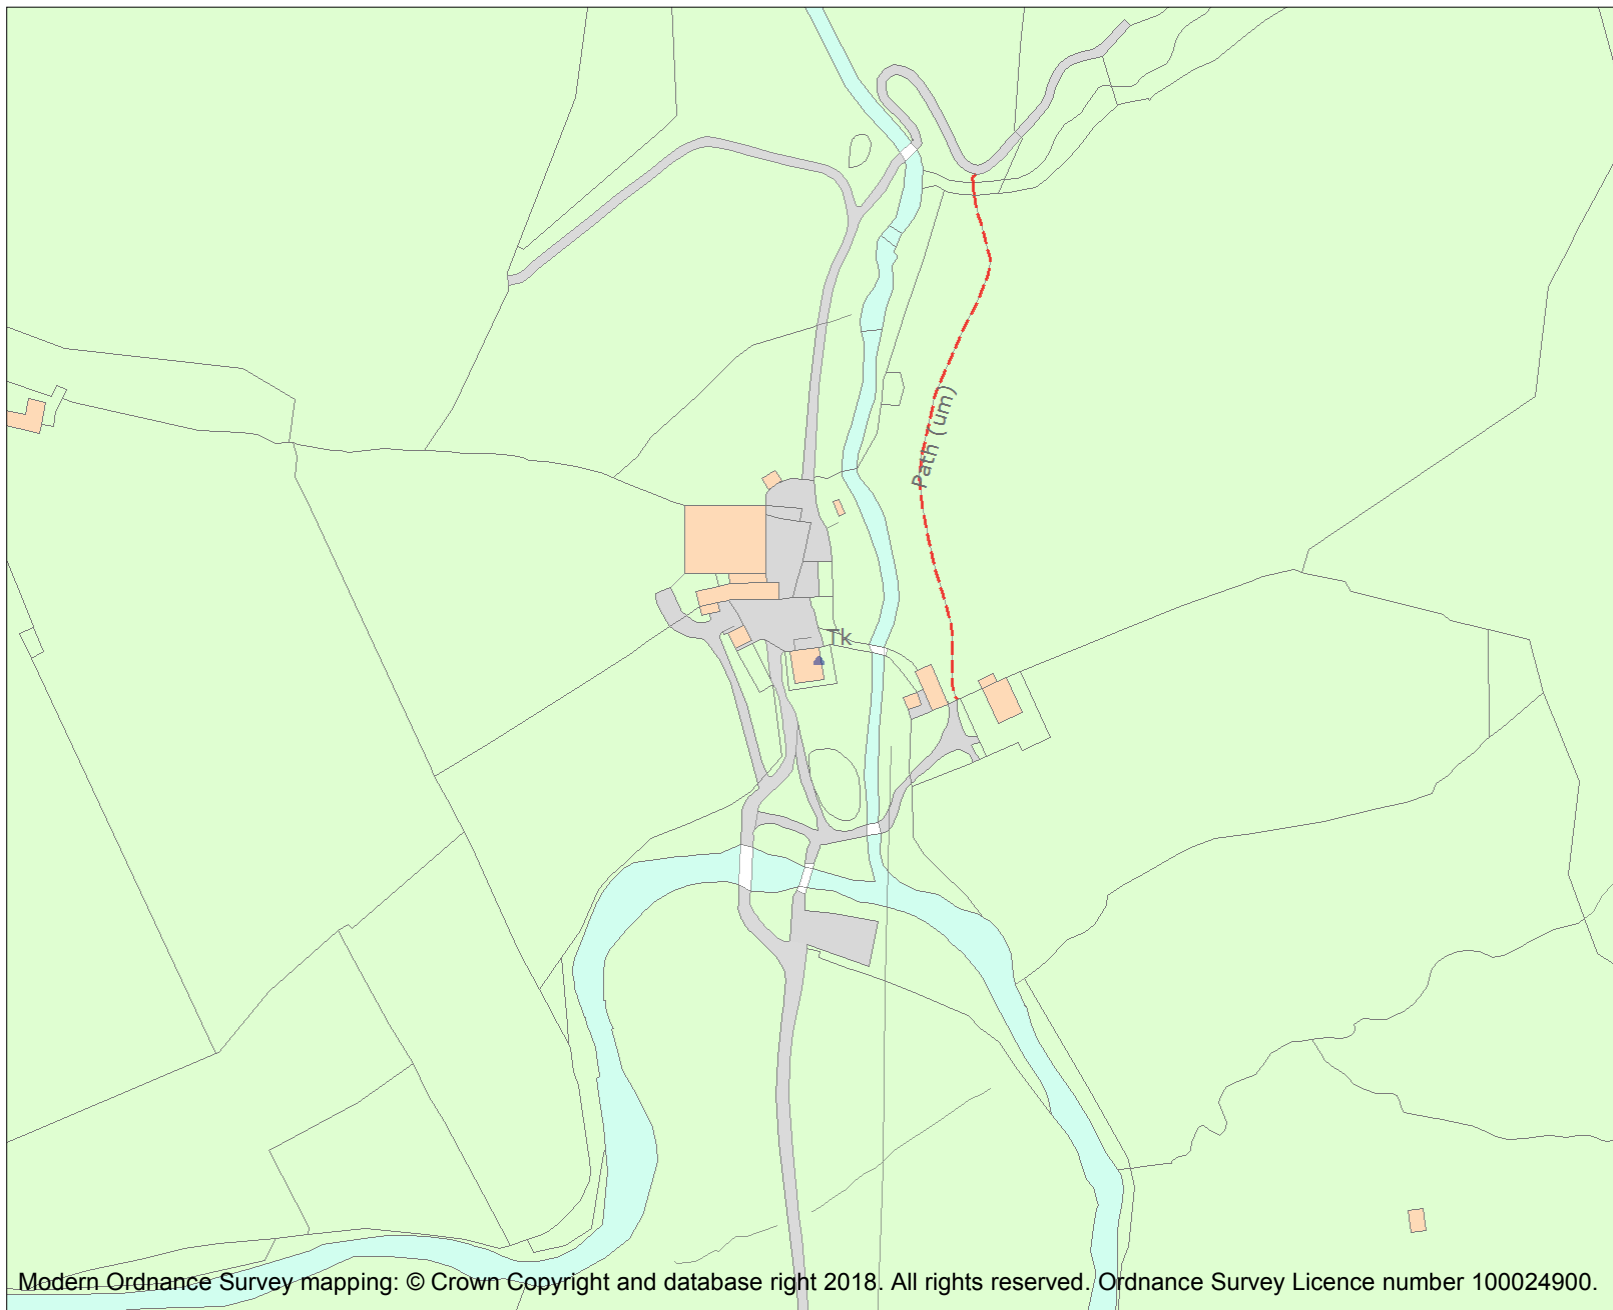 Path (um)
Tk
Modern Ordnance Survey mapping: © Crown Copyright and database right 2018. All rights reserved. Ordnance Survey Licence number 100024900.